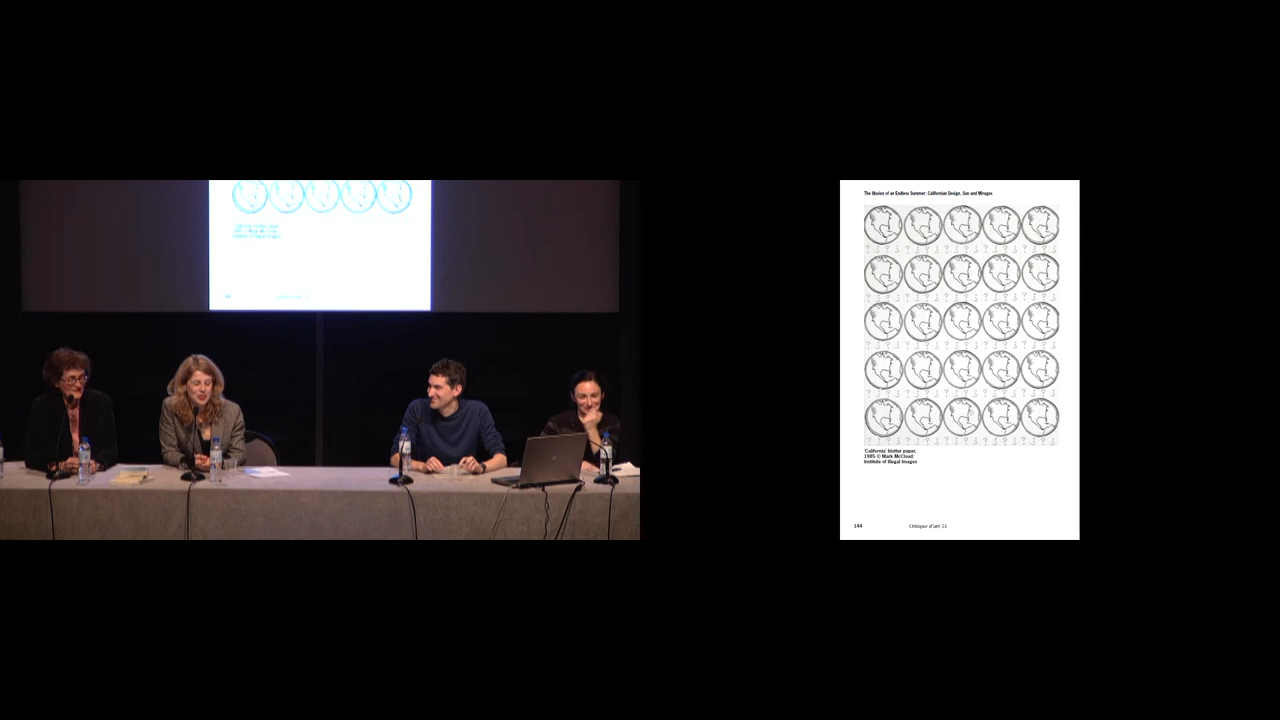 The Illusion of an Endless Summer: Californian Design, Sun and Mirages
'California' blotter paper,
1985 © Mark McCloud:
Institute of Illegal Images
144
Critique d'art 51